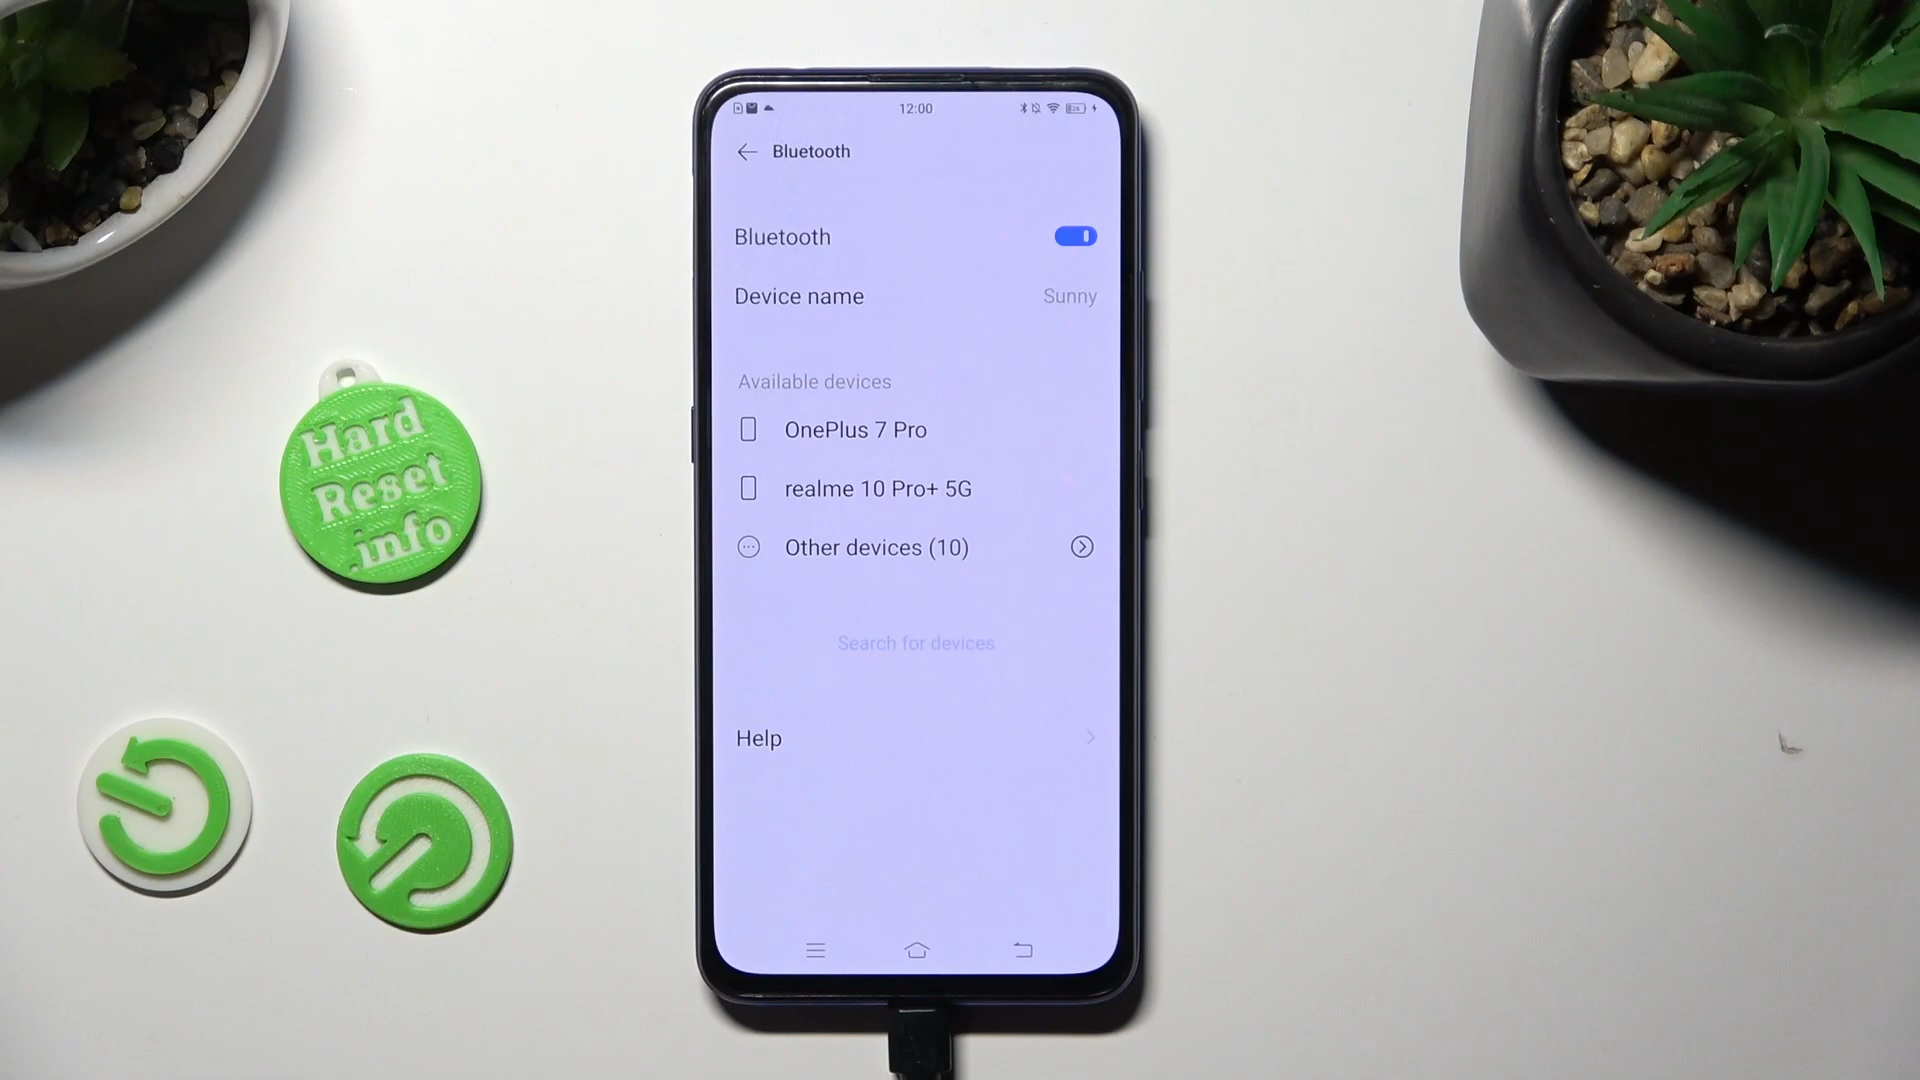 12:00
26
Bluetooth
Bluetooth
Device name
Sunny
Available devices
OnePlus 7 Pro
realme 10 Pro+ 5G
Other devices (10)
Search for devices
Help
Hard
Reset
.info